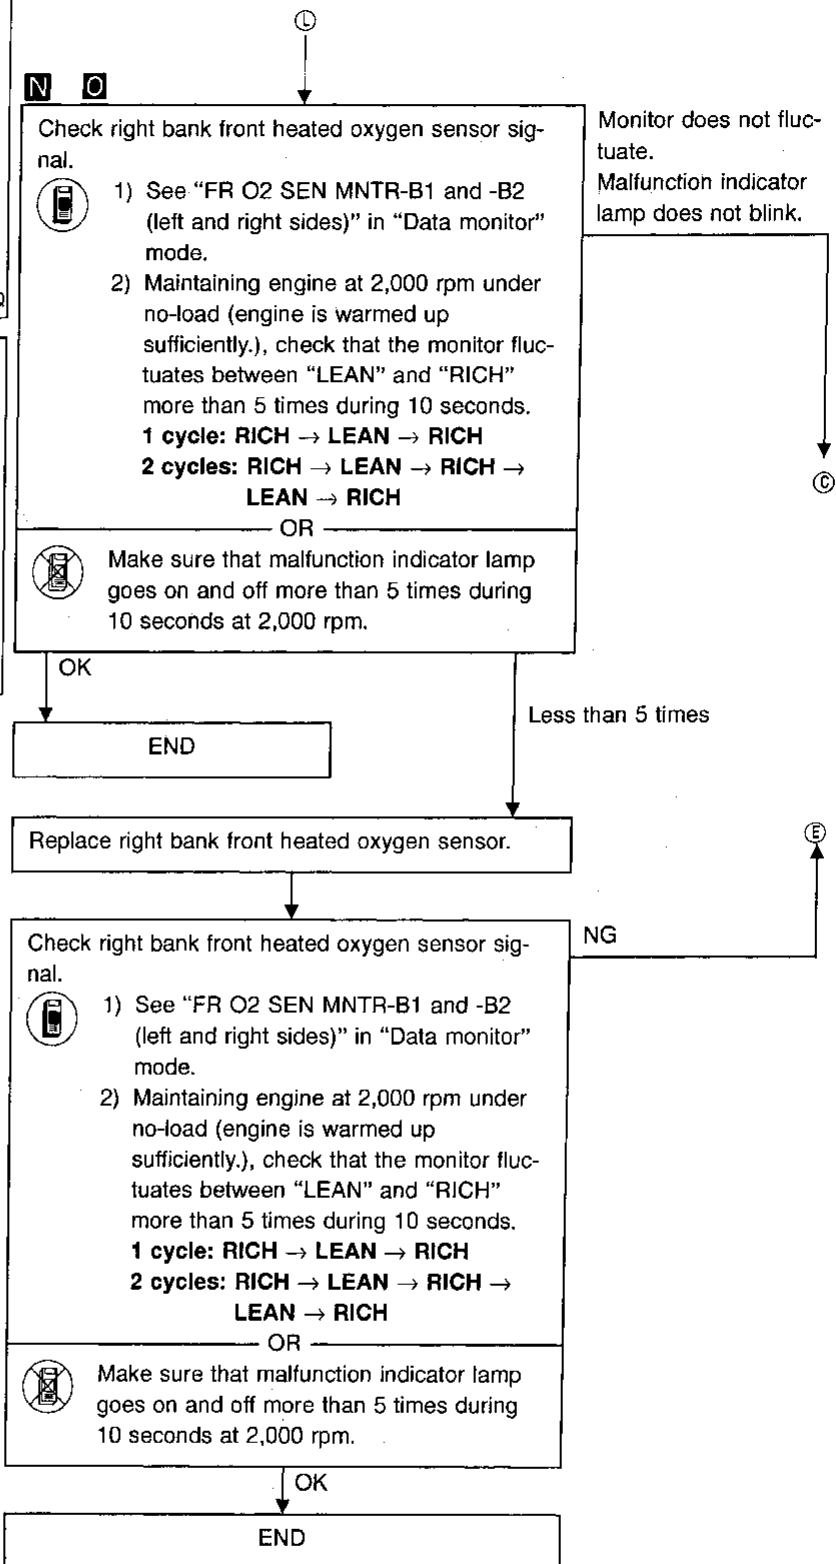 Ⓛ
N O
Check right bank front heated oxygen sensor sig-
nal.
1) See "FR O2 SEN MNTR-B1 and -B2
(left and right sides)" in "Data monitor"
mode.
2) Maintaining engine at 2,000 rpm under
no-load (engine is warmed up
sufficiently.), check that the monitor fluc-
tuates between "LEAN" and "RICH"
more than 5 times during 10 seconds.
1 cycle: RICH → LEAN → RICH
2 cycles: RICH → LEAN → RICH →
LEAN → RICH
OR
Make sure that malfunction indicator lamp
goes on and off more than 5 times during
10 seconds at 2,000 rpm.
Monitor does not fluc-
tuate.
Malfunction indicator
lamp does not blink.
Ⓒ
OK
END
Less than 5 times
Replace right bank front heated oxygen sensor.
Ⓔ
Check right bank front heated oxygen sensor sig-
nal.
1) See "FR O2 SEN MNTR-B1 and -B2
(left and right sides)" in "Data monitor"
mode.
2) Maintaining engine at 2,000 rpm under
no-load (engine is warmed up
sufficiently.), check that the monitor fluc-
tuates between "LEAN" and "RICH"
more than 5 times during 10 seconds.
1 cycle: RICH → LEAN → RICH
2 cycles: RICH → LEAN → RICH →
LEAN → RICH
OR
Make sure that malfunction indicator lamp
goes on and off more than 5 times during
10 seconds at 2,000 rpm.
NG
OK
END